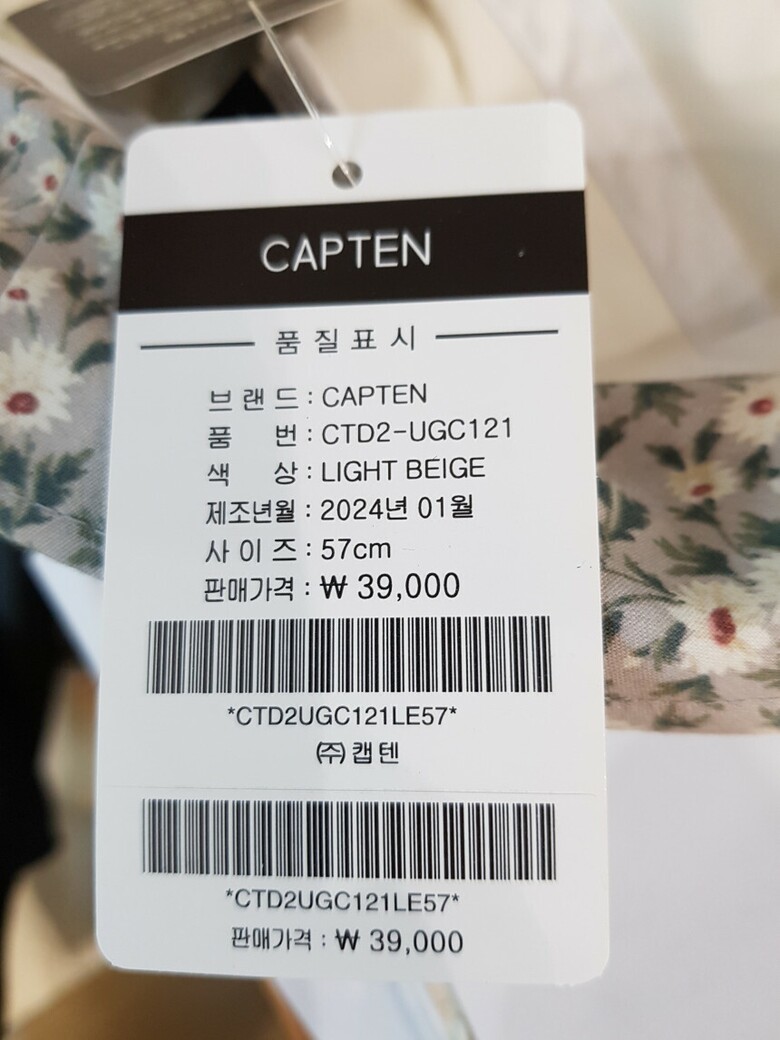 CAPTEN
품질표시
브랜드 : CAPTEN
품 번 : CTD2-UGC121
색 상 : LIGHT BEIGE
제조년월 : 2024년 01월
사이즈 : 57cm
판매가격 : ₩ 39,000
*CTD2UGC121LE57*
㈜캡텐
*CTD2UGC121LE57*
판매가격 : ₩ 39,000